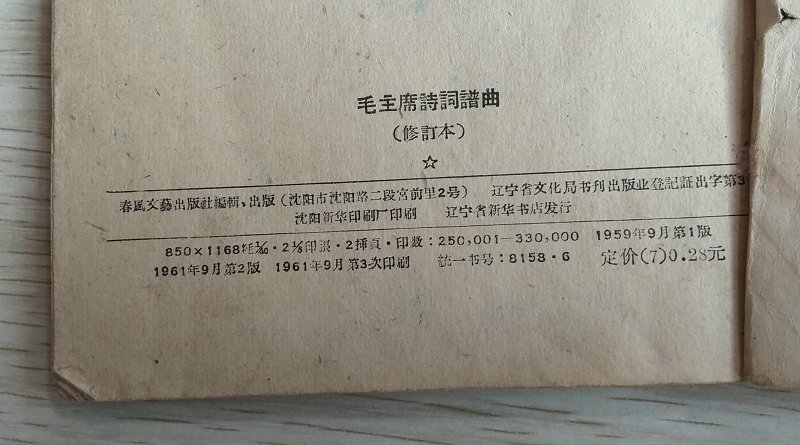 毛主席詩詞譜曲
(修訂本)
☆
春風文藝出版社編輯、出版(沈阳市沈阳路二段宮前里2号) 辽宁省文化局书刊出版业登記証出字第3
沈阳新华印刷厂印刷 辽宁省新华书店发行
850×1168粍 · 印張 · 2插頁 · 印数：250,001—330,000 1959年9月第1版
1961年9月第2版 1961年9月第3次印刷 統一书号：8158·6 定价(7)0.28元